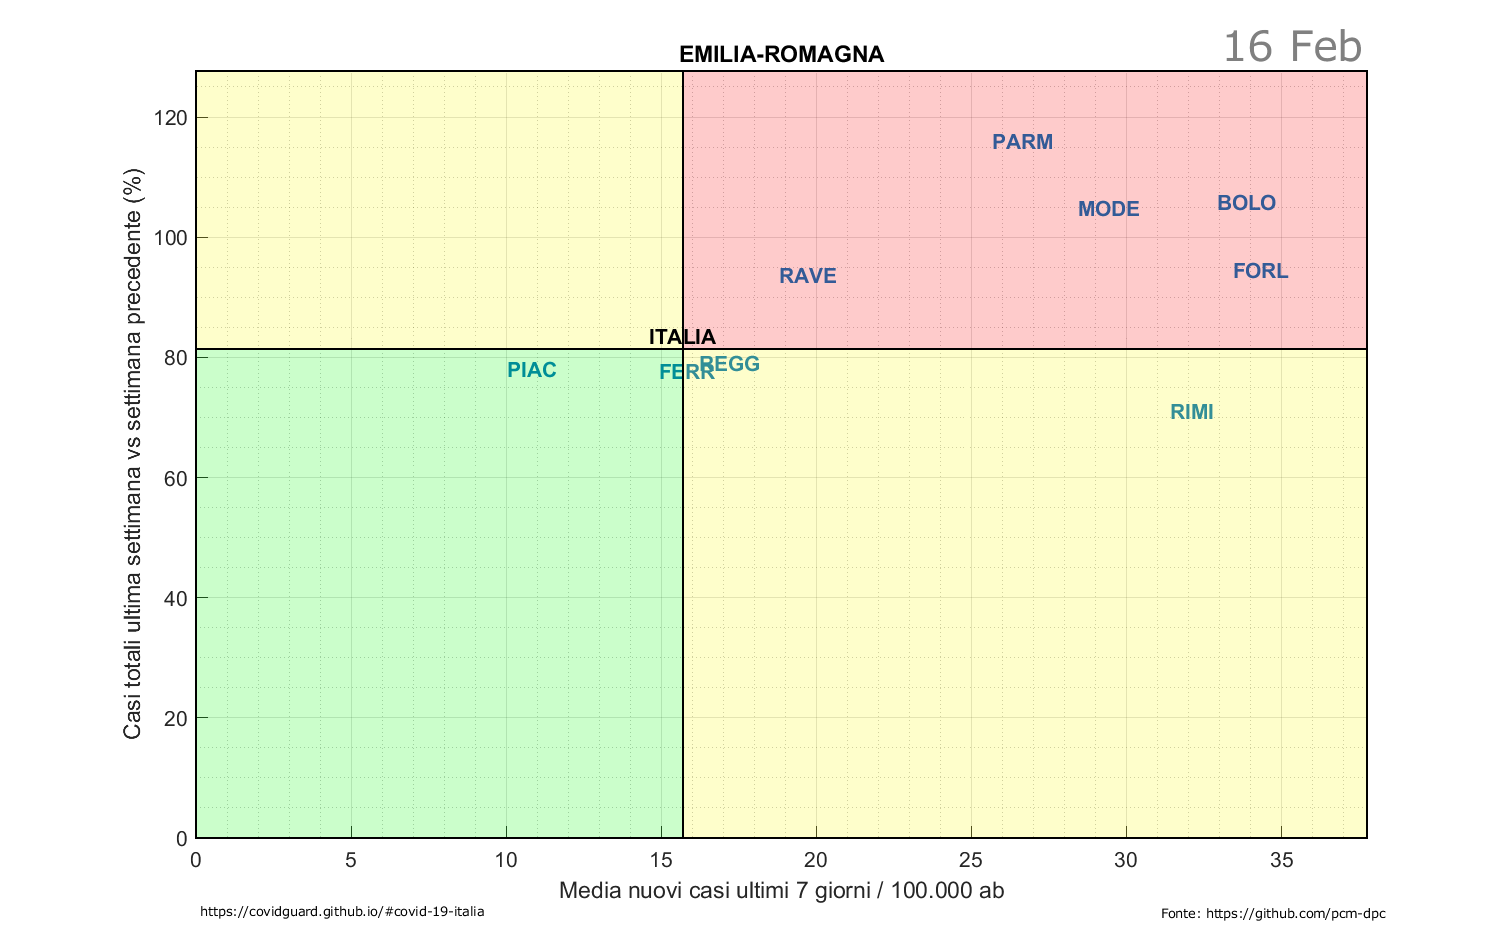 16 Feb
EMILIA-ROMAGNA
Casi totali ultima settimana vs settimana precedente (%)
120
100
80
60
40
20
0
PARM
BOLO
MODE
FORL
RAVE
ITALIA
REGG
PIAC
FERR
RIMI
0 5 10 15 20 25 30 35
Media nuovi casi ultimi 7 giorni / 100.000 ab
https://covidguard.github.io/#covid-19-italia
Fonte: https://github.com/pcm-dpc